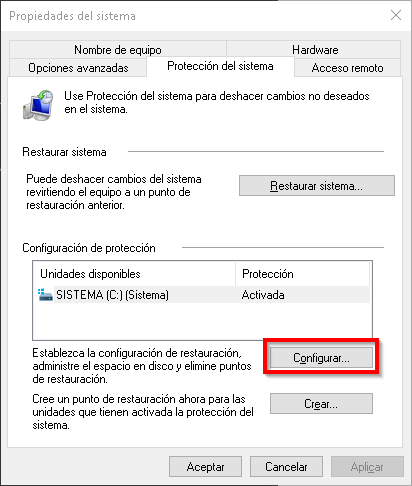 Propiedades del sistema
Nombre de equipo
Hardware
Opciones avanzadas
Protección del sistema
Acceso remoto
Use Protección del sistema para deshacer cambios no deseados
en el sistema.
Restaurar sistema
Puede deshacer cambios del sistema
revirtiendo el equipo a un punto de
restauración anterior.
Restaurar sistema...
Configuración de protección
Unidades disponibles
Protección
SISTEMA (C:) (Sistema)
Activada
Establezca la configuración de restauración,
administre el espacio en disco y elimine puntos
de restauración.
Configurar...
Cree un punto de restauración ahora para las
unidades que tienen activada la protección del
sistema.
Crear...
Aceptar
Cancelar
Aplicar